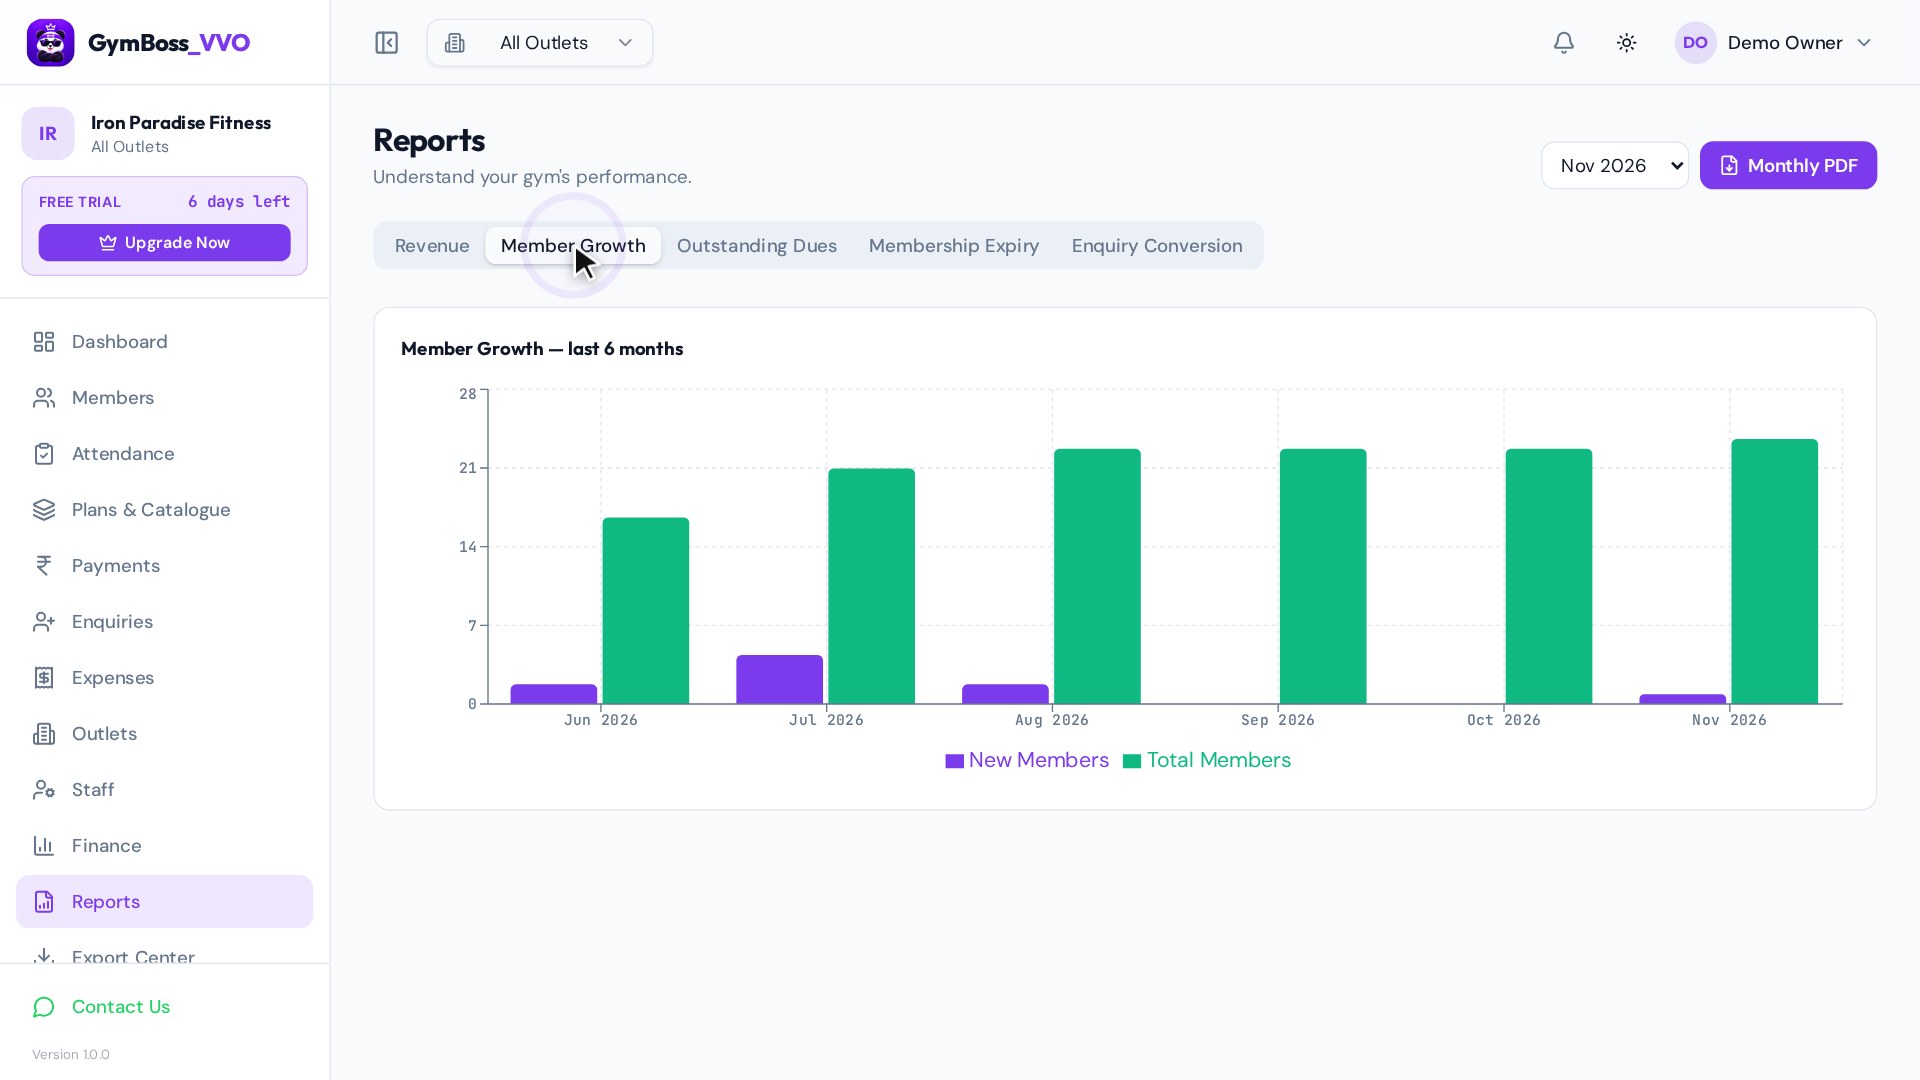 GymBoss_VVO
All Outlets
DO
Demo Owner
IR
Iron Paradise Fitness
All Outlets
FREE TRIAL
6 days left
Upgrade Now
Dashboard
Members
Attendance
Plans & Catalogue
Payments
Enquiries
Expenses
Outlets
Staff
Finance
Reports
Export Center
Contact Us
Version 1.0.0
Reports
Understand your gym's performance.
Nov 2026
Monthly PDF
Revenue
Member Growth
Outstanding Dues
Membership Expiry
Enquiry Conversion
Member Growth — last 6 months
28
21
14
7
0
Jun 2026
Jul 2026
Aug 2026
Sep 2026
Oct 2026
Nov 2026
New Members
Total Members